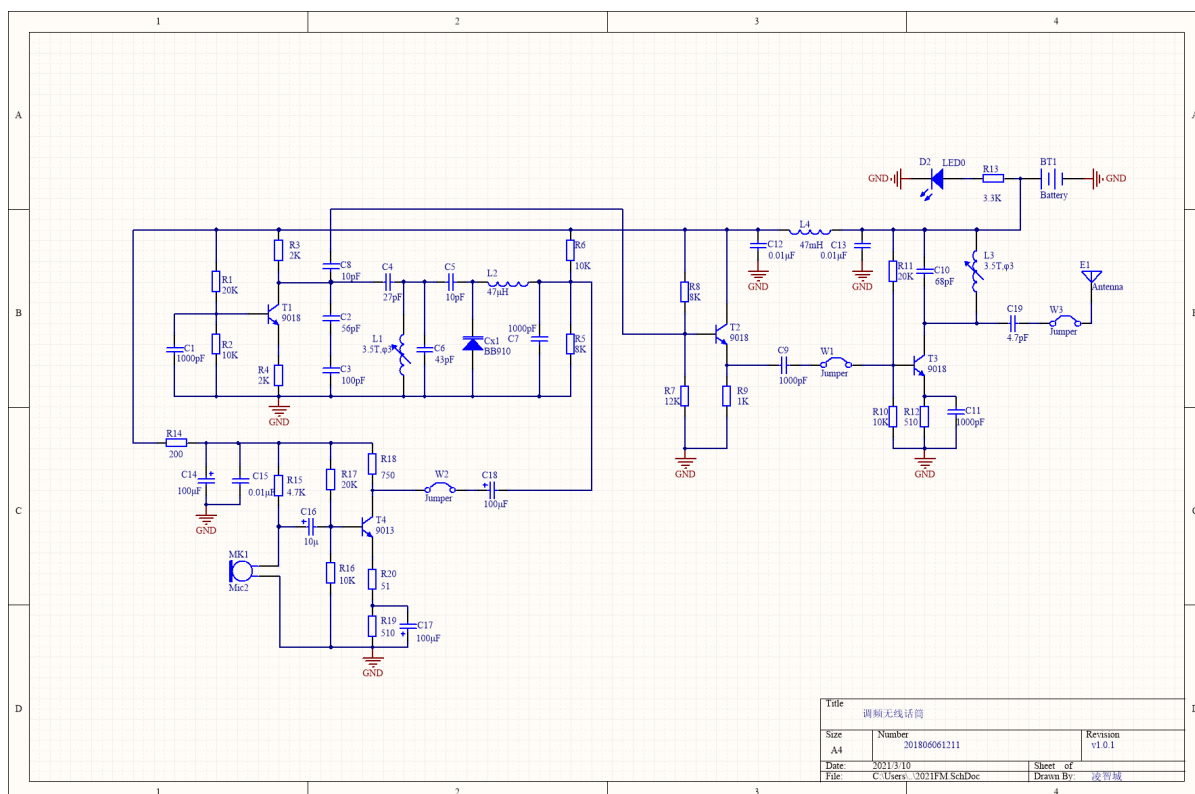 1 2 3 4
A
B
C
D
D2 LED0 R13 BT1
GND GND
3.3K Battery
R3
2K
R6
10K
L4
47mH
C12
0.01μF
C13
0.01μF
GND
GND
R1
20K
C8
10pF
C4
27pF
C5
10pF
L2
47μH
R8
8K
R11
20K
C10
68pF
L3
3.5T,φ3
E1
Antenna
T1
9018
C2
56pF
1000pF
C7
T2
9018
C19
4.7pF
W3
Jumper
C1
1000pF
R2
10K
L1
3.5T,φ3
C6
43pF
Cx1
BB910
R5
8K
C9
1000pF
W1
Jumper
T3
9018
R4
2K
C3
100pF
R7
12K
R9
1K
R10
10K
R12
510
C11
1000pF
GND
GND
GND
R14
200
C14
100μF
C15
0.01μF
R15
4.7K
R17
20K
R18
750
W2
Jumper
C18
100μF
GND
C16
10μ
T4
9013
MK1
Mic2
R16
10K
R20
51
R19
510
C17
100μF
GND
Title
调频无线话筒
Size Number Revision
A4 201806061211 v1.0.1
Date: 2021/3/10 Sheet of
File: C:\Users\..\2021FM.SchDoc Drawn By: 凌智城
1 2 3 4